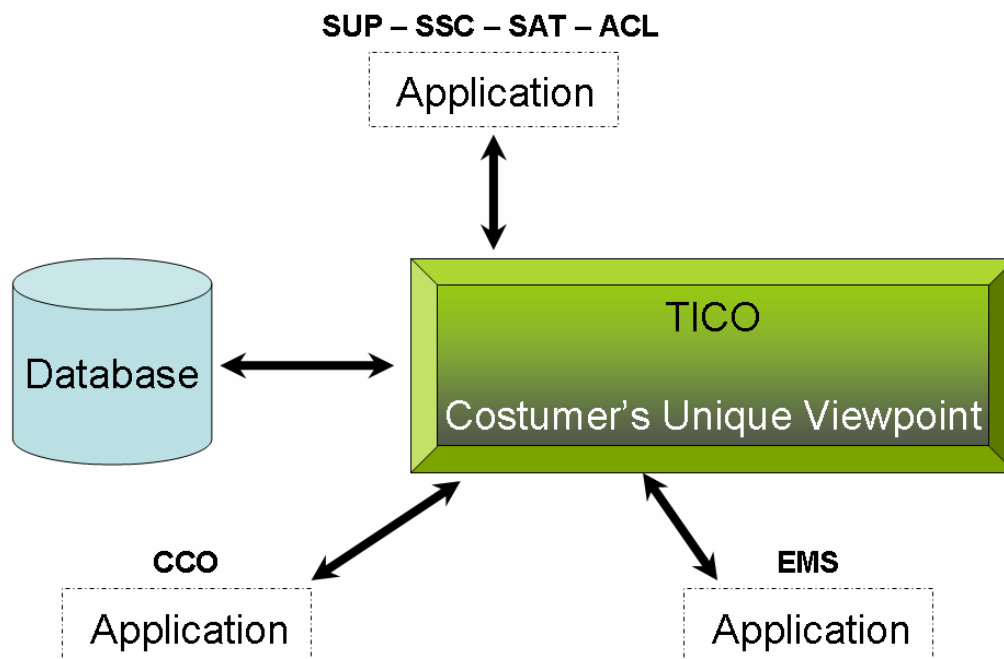 SUP – SSC – SAT – ACL
Application
TICO
Database
Costumer's Unique Viewpoint
CCO
EMS
Application
Application